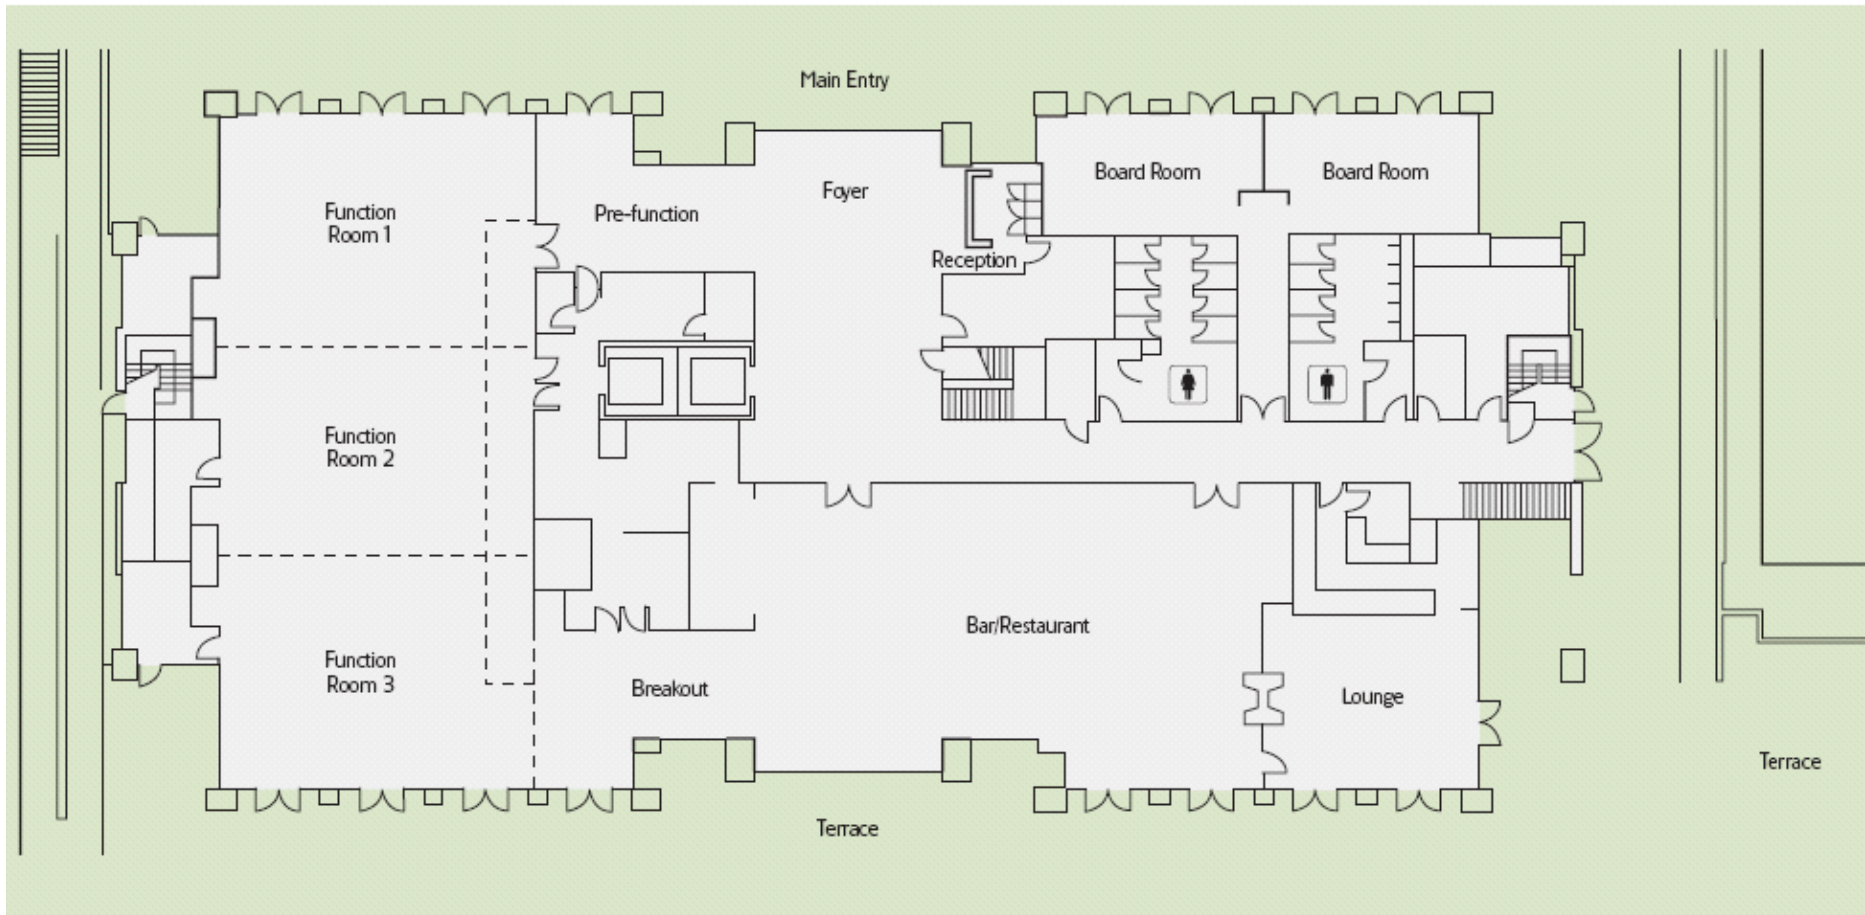 Main Entry
Foyer
Board Room
Board Room
Function
Room 1
Pre-function
Reception
Function
Room 2
Bar/Restaurant
Function
Room 3
Breakout
Lounge
Terrace
Terrace